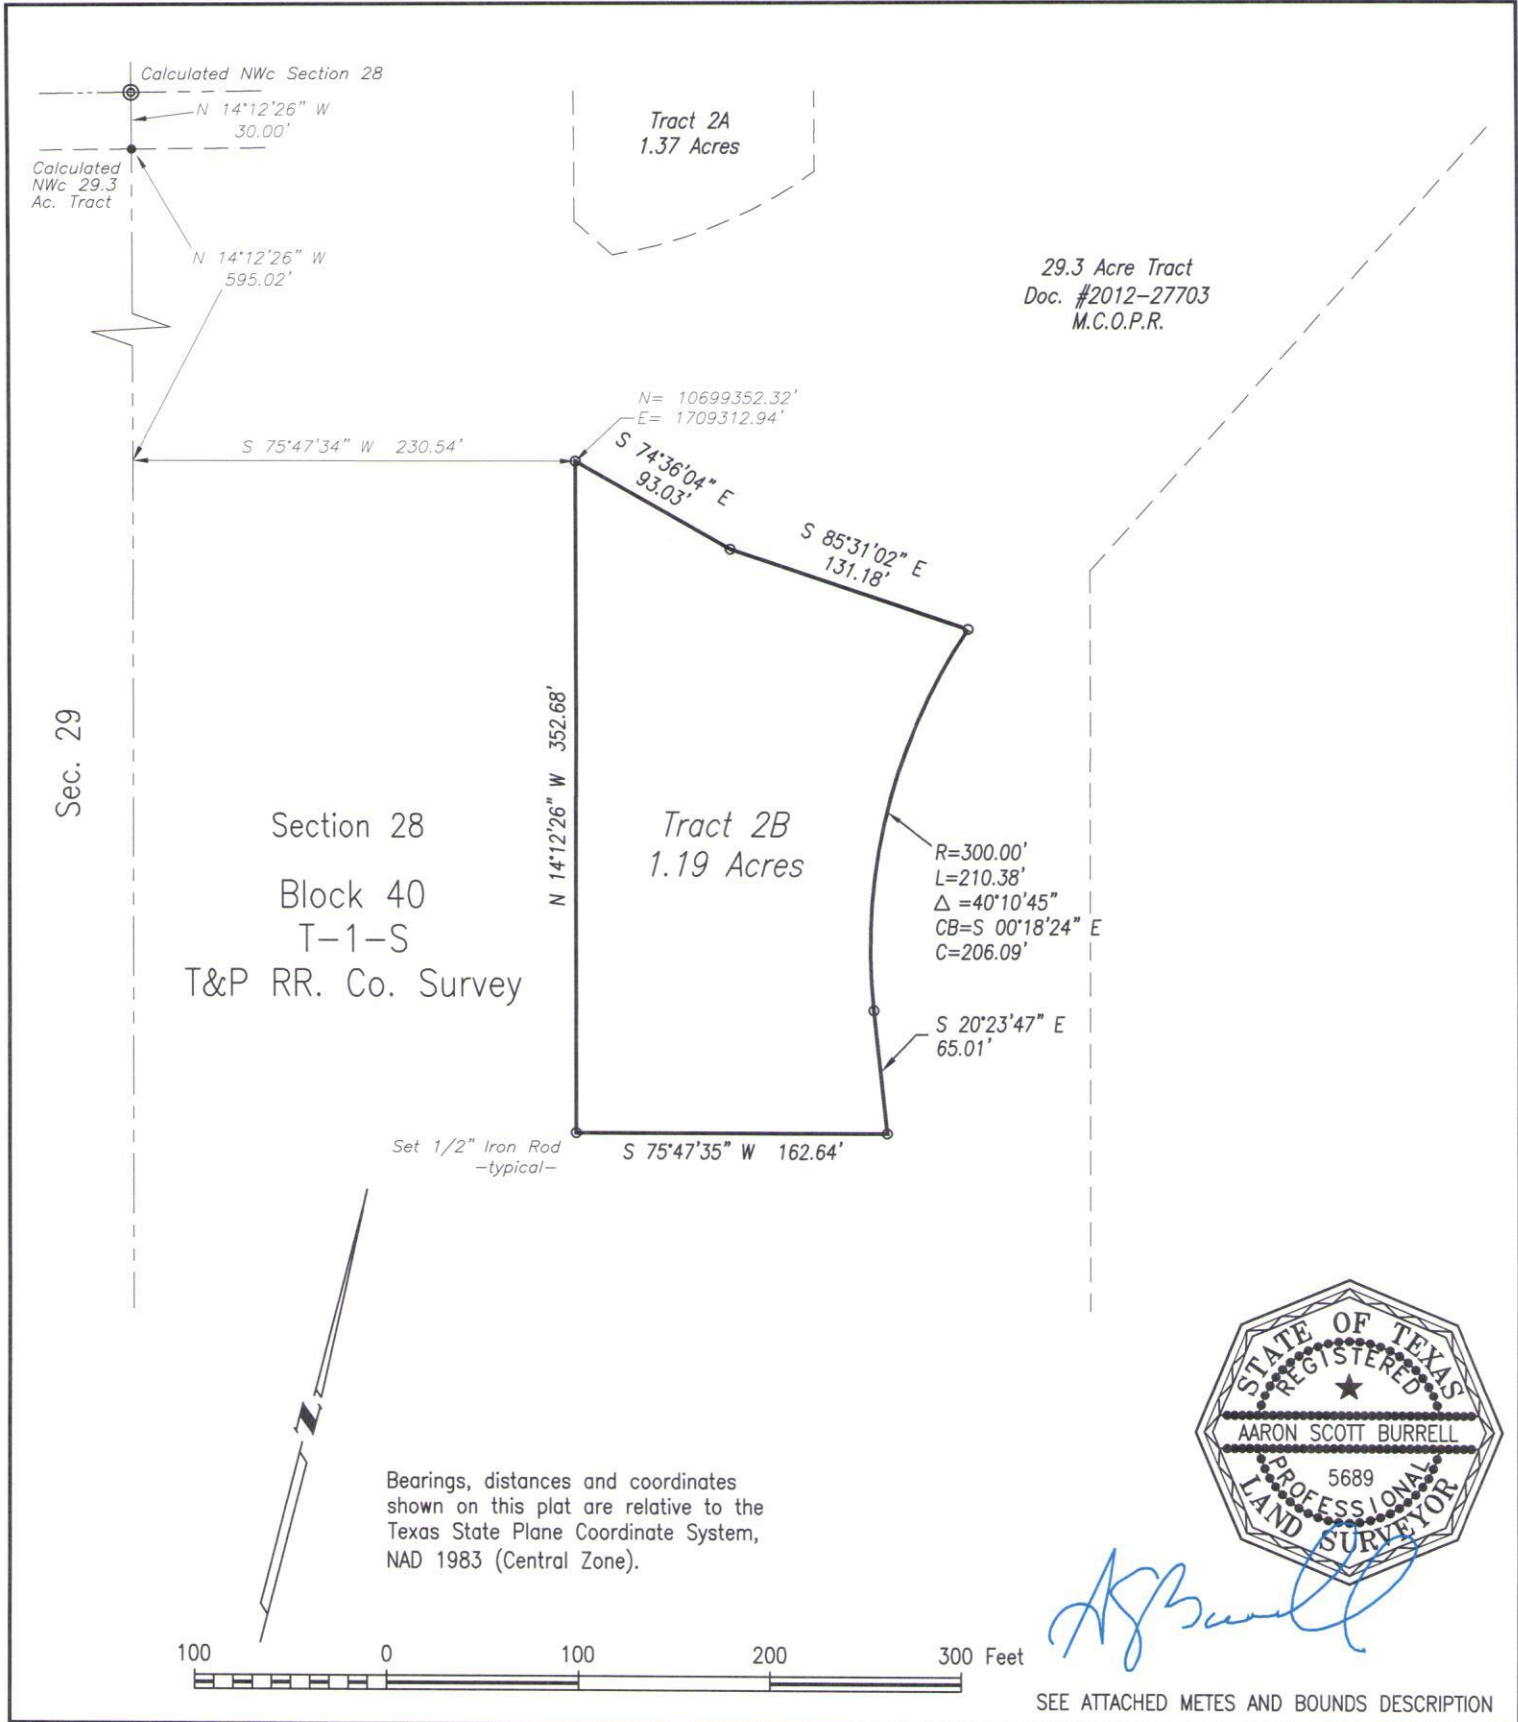 Calculated NWc Section 28
N 14°12'26" W
30.00'
Calculated
NWc 29.3
Ac. Tract
N 14°12'26" W
595.02'
Tract 2A
1.37 Acres
29.3 Acre Tract
Doc. #2012-27703
M.C.O.P.R.
N= 10699352.32'
E= 1709312.94'
S 75°47'34" W 230.54'
S 74°36'04" E
93.03'
S 85°31'02" E
131.18'
Sec. 29
N 14°12'26" W 352.68'
Section 28
Block 40
T-1-S
T&P RR. Co. Survey
Tract 2B
1.19 Acres
R=300.00'
L=210.38'
Δ =40°10'45"
CB=S 00°18'24" E
C=206.09'
S 20°23'47" E
65.01'
Set 1/2" Iron Rod
-typical-
S 75°47'35" W 162.64'
N
Bearings, distances and coordinates
shown on this plat are relative to the
Texas State Plane Coordinate System,
NAD 1983 (Central Zone).
STATE OF TEXAS
REGISTERED
AARON SCOTT BURRELL
5689
PROFESSIONAL
LAND SURVEYOR
100 0 100 200 300 Feet
SEE ATTACHED METES AND BOUNDS DESCRIPTION